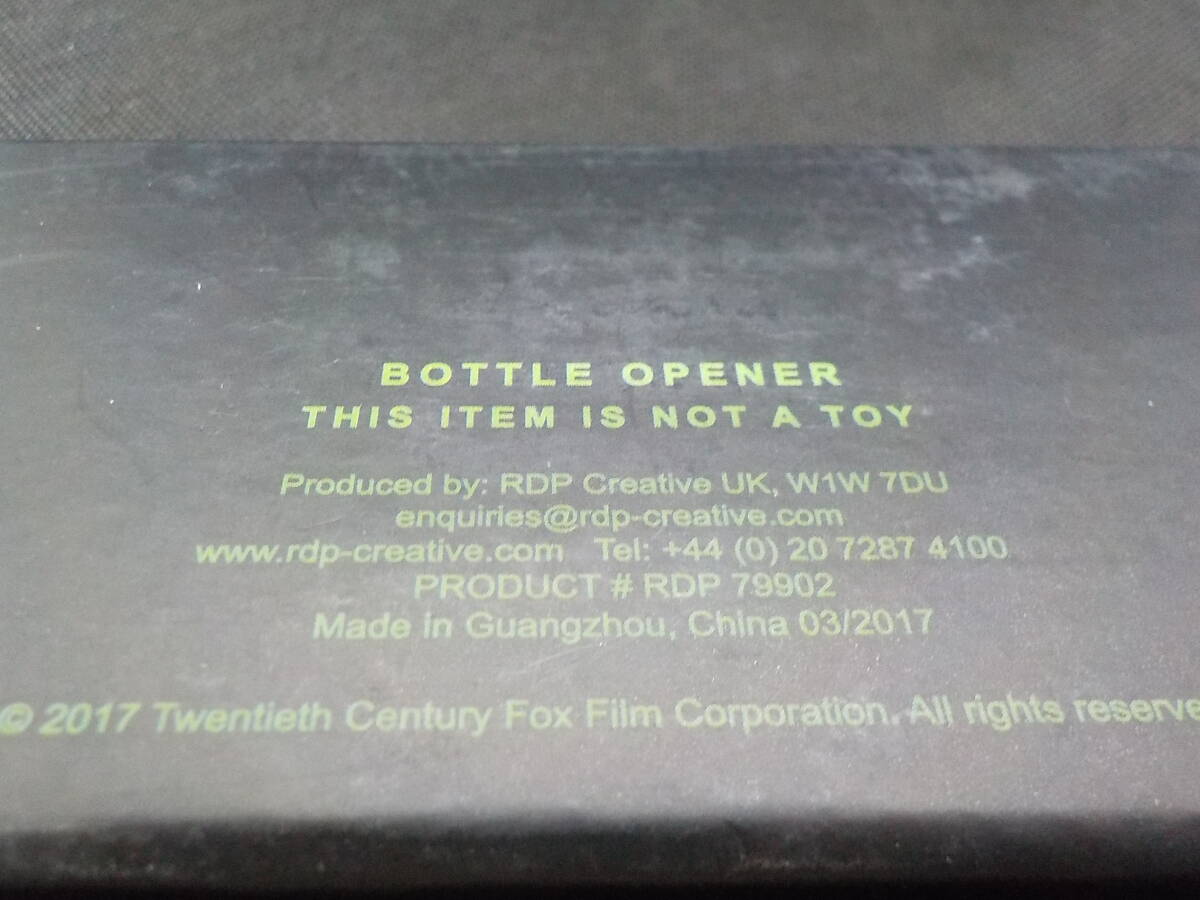 BOTTLE OPENER
THIS ITEM IS NOT A TOY
Produced by: RDP Creative UK, W1W 7DU
enquiries@rdp-creative.com
www.rdp-creative.com Tel: +44 (0) 20 7287 4100
PRODUCT # RDP 79902
Made in Guangzhou, China 03/2017
© 2017 Twentieth Century Fox Film Corporation. All rights reserve